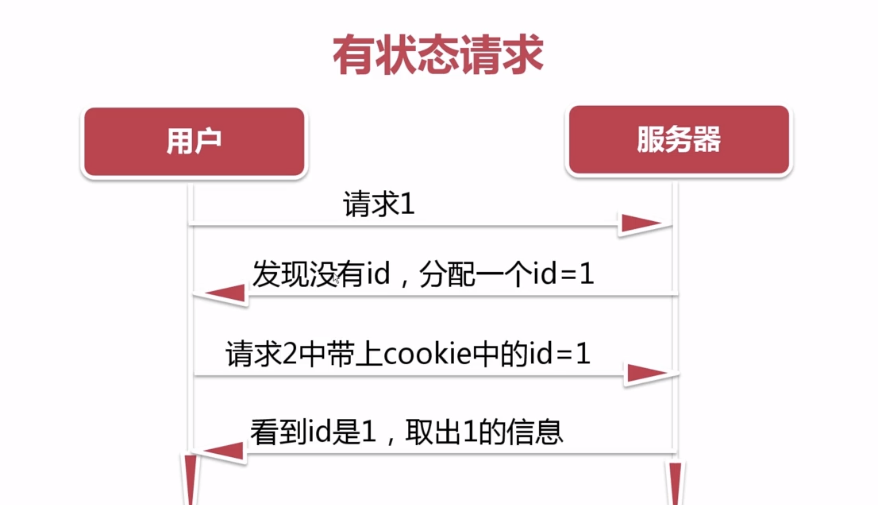 有状态请求
用户
服务器
请求1
发现没有id，分配一个id=1
请求2中带上cookie中的id=1
看到id是1，取出1的信息